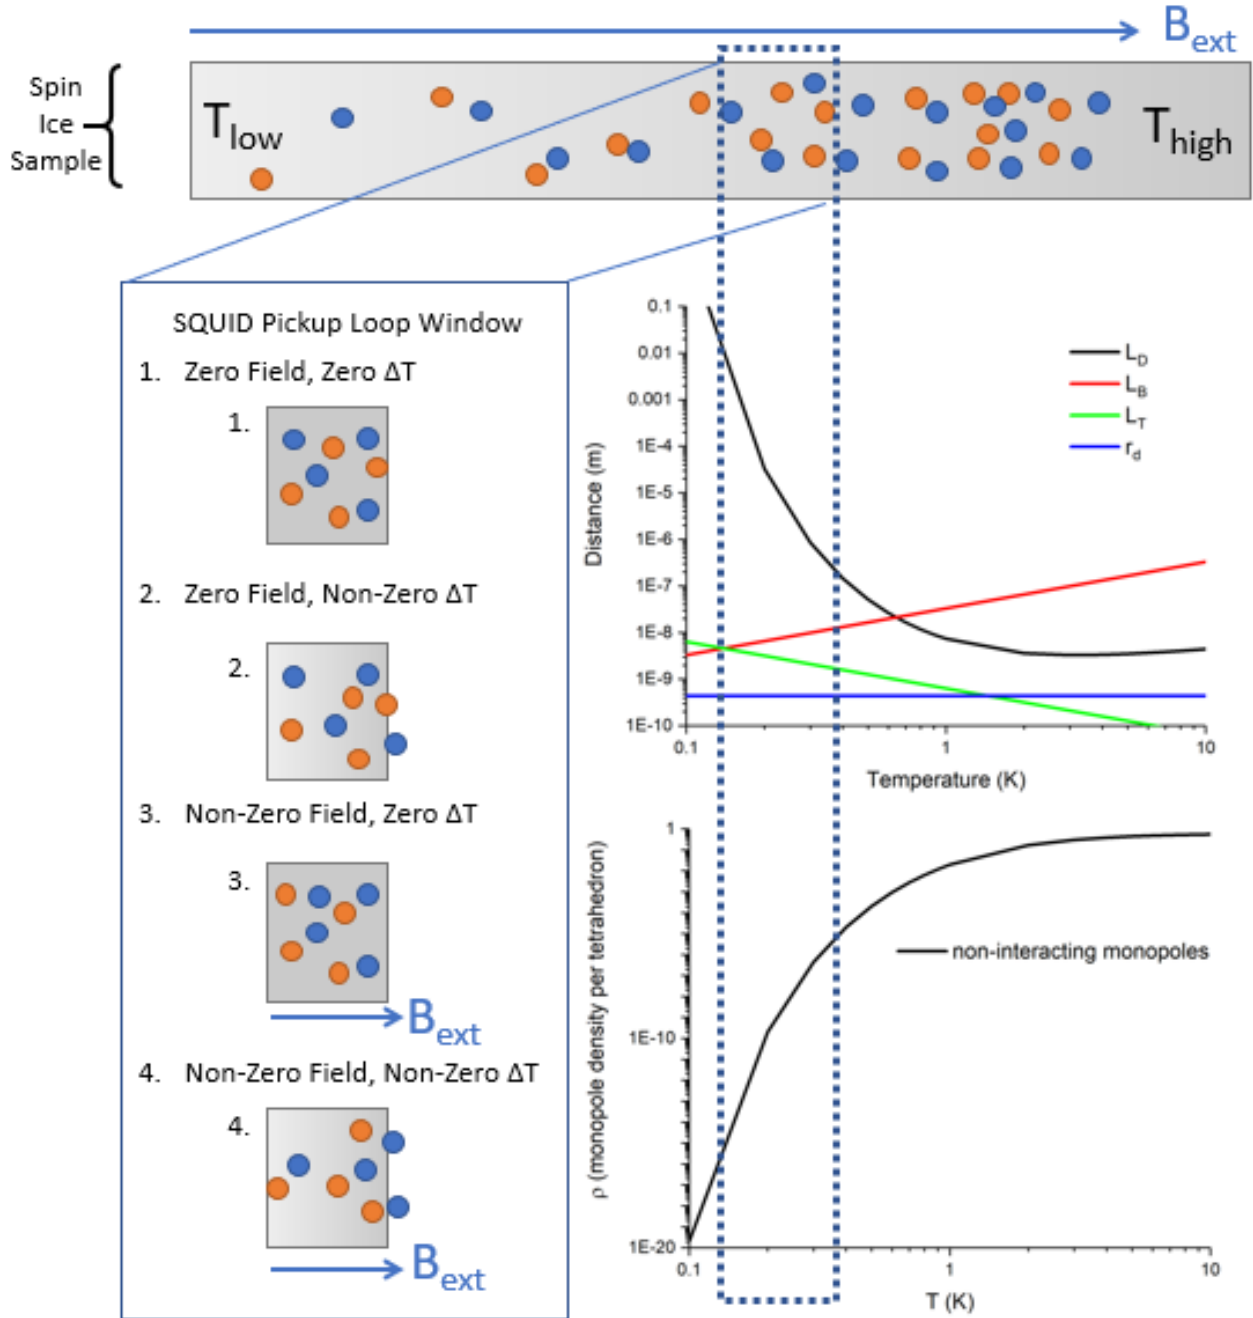 B_ext
Spin
Ice
Sample
T_low
T_high
SQUID Pickup Loop Window
1. Zero Field, Zero ΔT
1.
2. Zero Field, Non-Zero ΔT
2.
3. Non-Zero Field, Zero ΔT
3.
B_ext
4. Non-Zero Field, Non-Zero ΔT
4.
B_ext
0.1
0.01
0.001
1E-4
1E-5
1E-6
1E-7
1E-8
1E-9
1E-10
Distance (m)
L_D
L_B
L_T
r_d
0.1
1
10
Temperature (K)
1
1E-10
1E-20
ρ (monopole density per tetrahedron)
non-interacting monopoles
0.1
1
10
T (K)